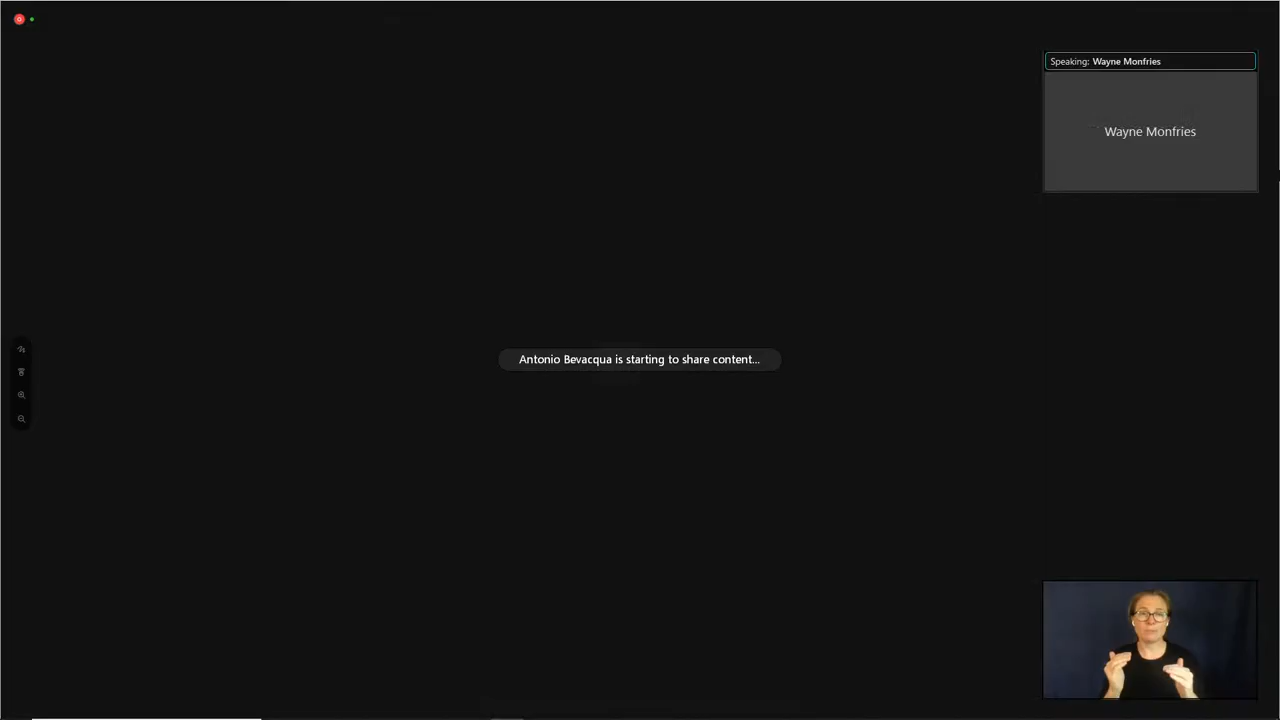 Speaking: Wayne Monfries
Wayne Monfries
Antonio Bevacqua is starting to share content...